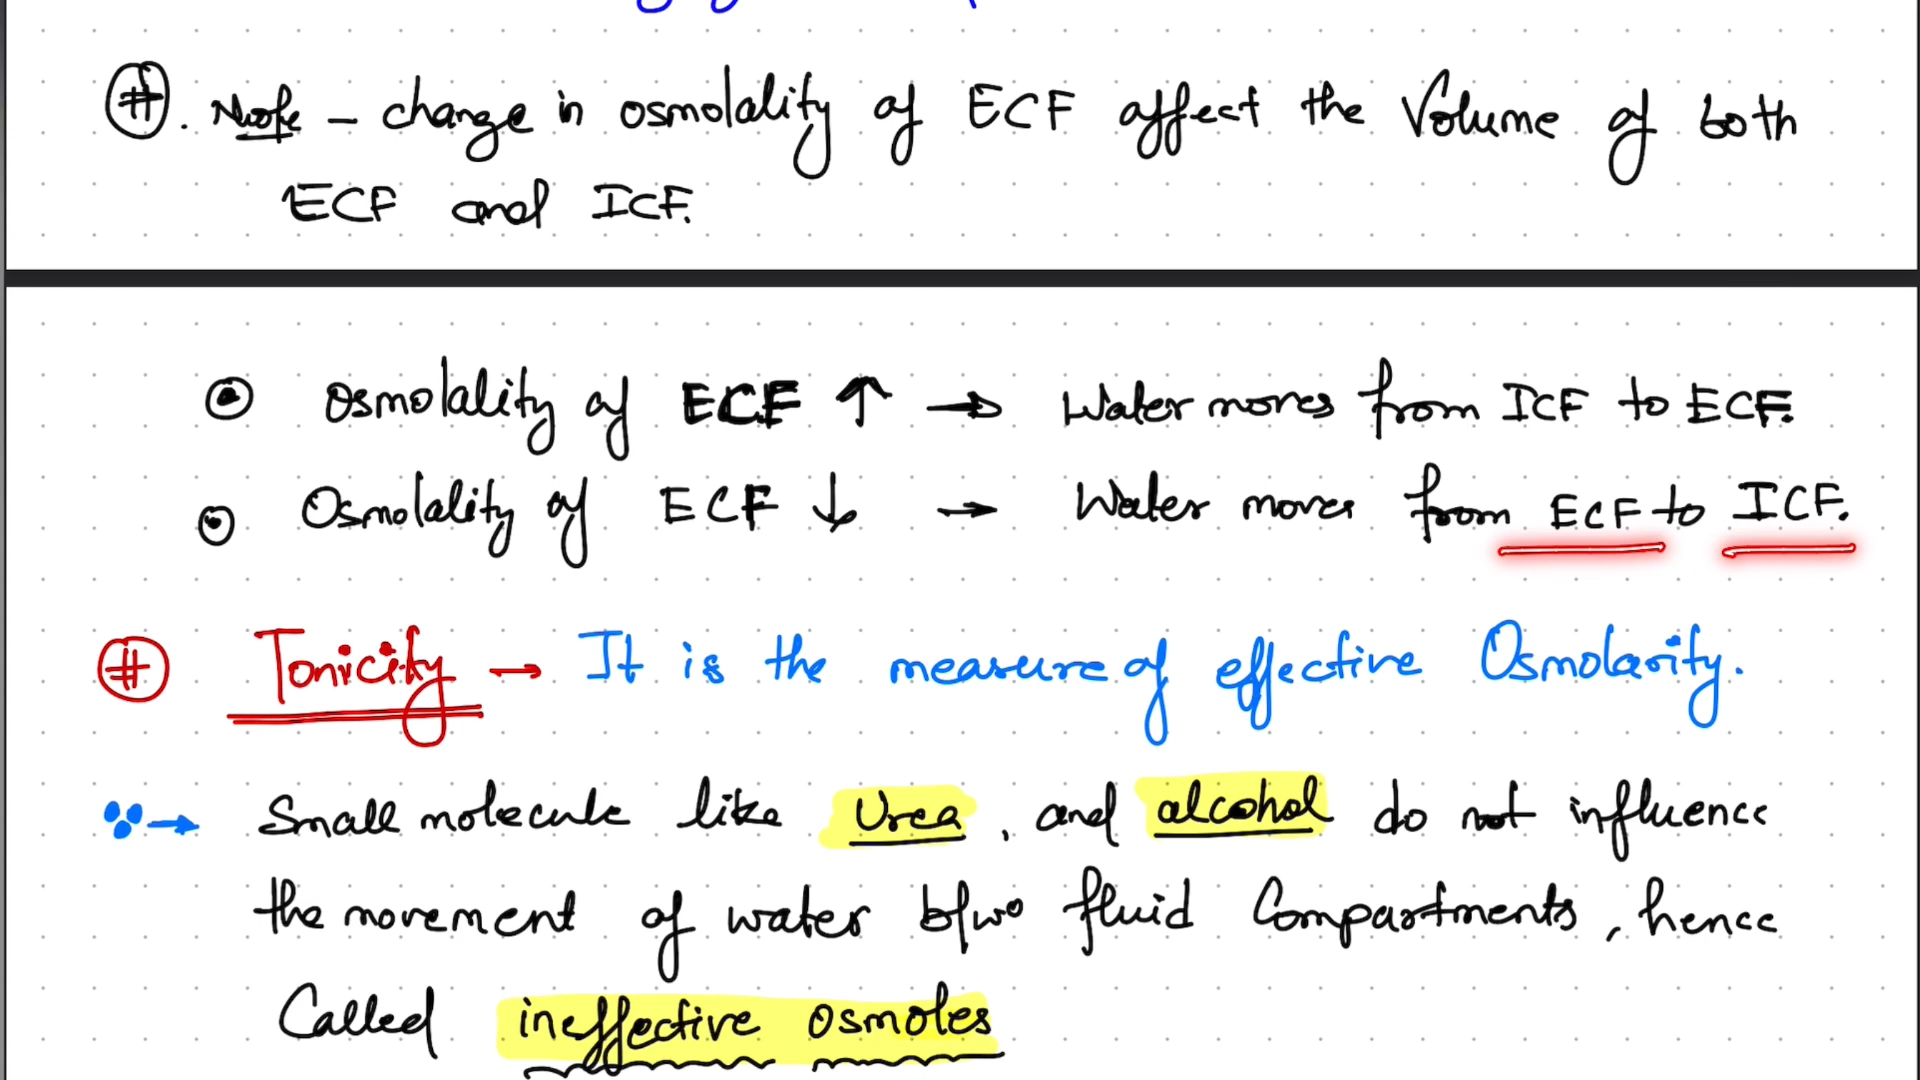 #. Note - change in osmolality of ECF affect the Volume of both
ECF and ICF.
Osmolality of ECF ↑ → Water moves from ICF to ECF.
Osmolality of ECF ↓ → Water moves from ECF to ICF.
# Tonicity → It is the measure of effective Osmolarity.
→ Small molecule like Urea, and alcohol do not influence
the movement of water b/wo fluid Compartments, hence
Called ineffective osmoles